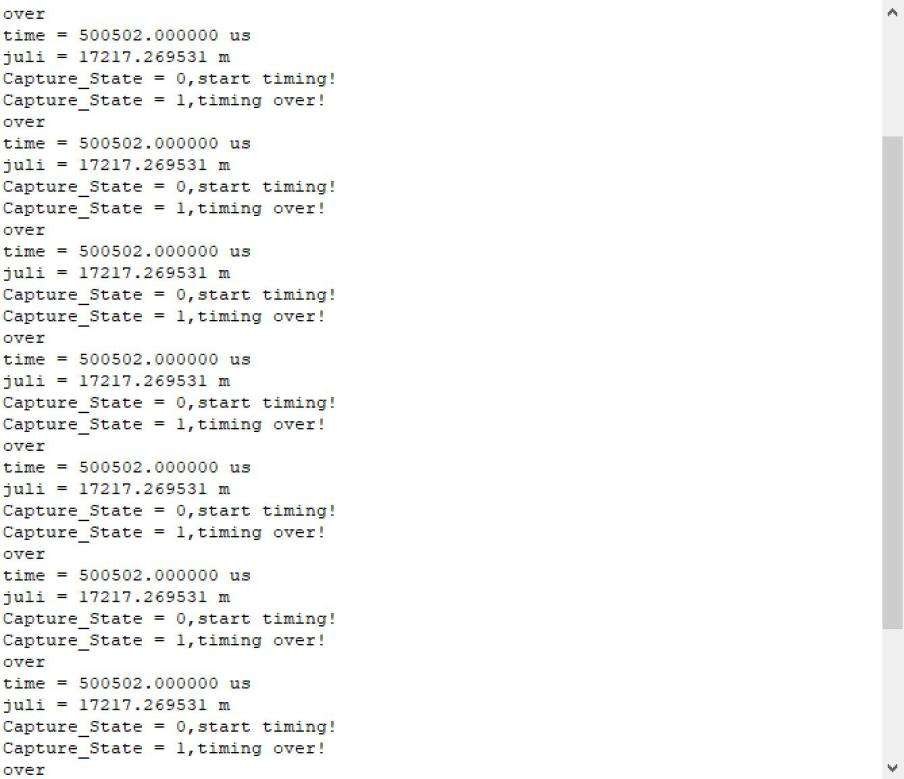 over
time = 500502.000000 us
juli = 17217.269531 m
Capture_State = 0,start timing!
Capture_State = 1,timing over!
over
time = 500502.000000 us
juli = 17217.269531 m
Capture_State = 0,start timing!
Capture_State = 1,timing over!
over
time = 500502.000000 us
juli = 17217.269531 m
Capture_State = 0,start timing!
Capture_State = 1,timing over!
over
time = 500502.000000 us
juli = 17217.269531 m
Capture_State = 0,start timing!
Capture_State = 1,timing over!
over
time = 500502.000000 us
juli = 17217.269531 m
Capture_State = 0,start timing!
Capture_State = 1,timing over!
over
time = 500502.000000 us
juli = 17217.269531 m
Capture_State = 0,start timing!
Capture_State = 1,timing over!
over
time = 500502.000000 us
juli = 17217.269531 m
Capture_State = 0,start timing!
Capture_State = 1,timing over!
over